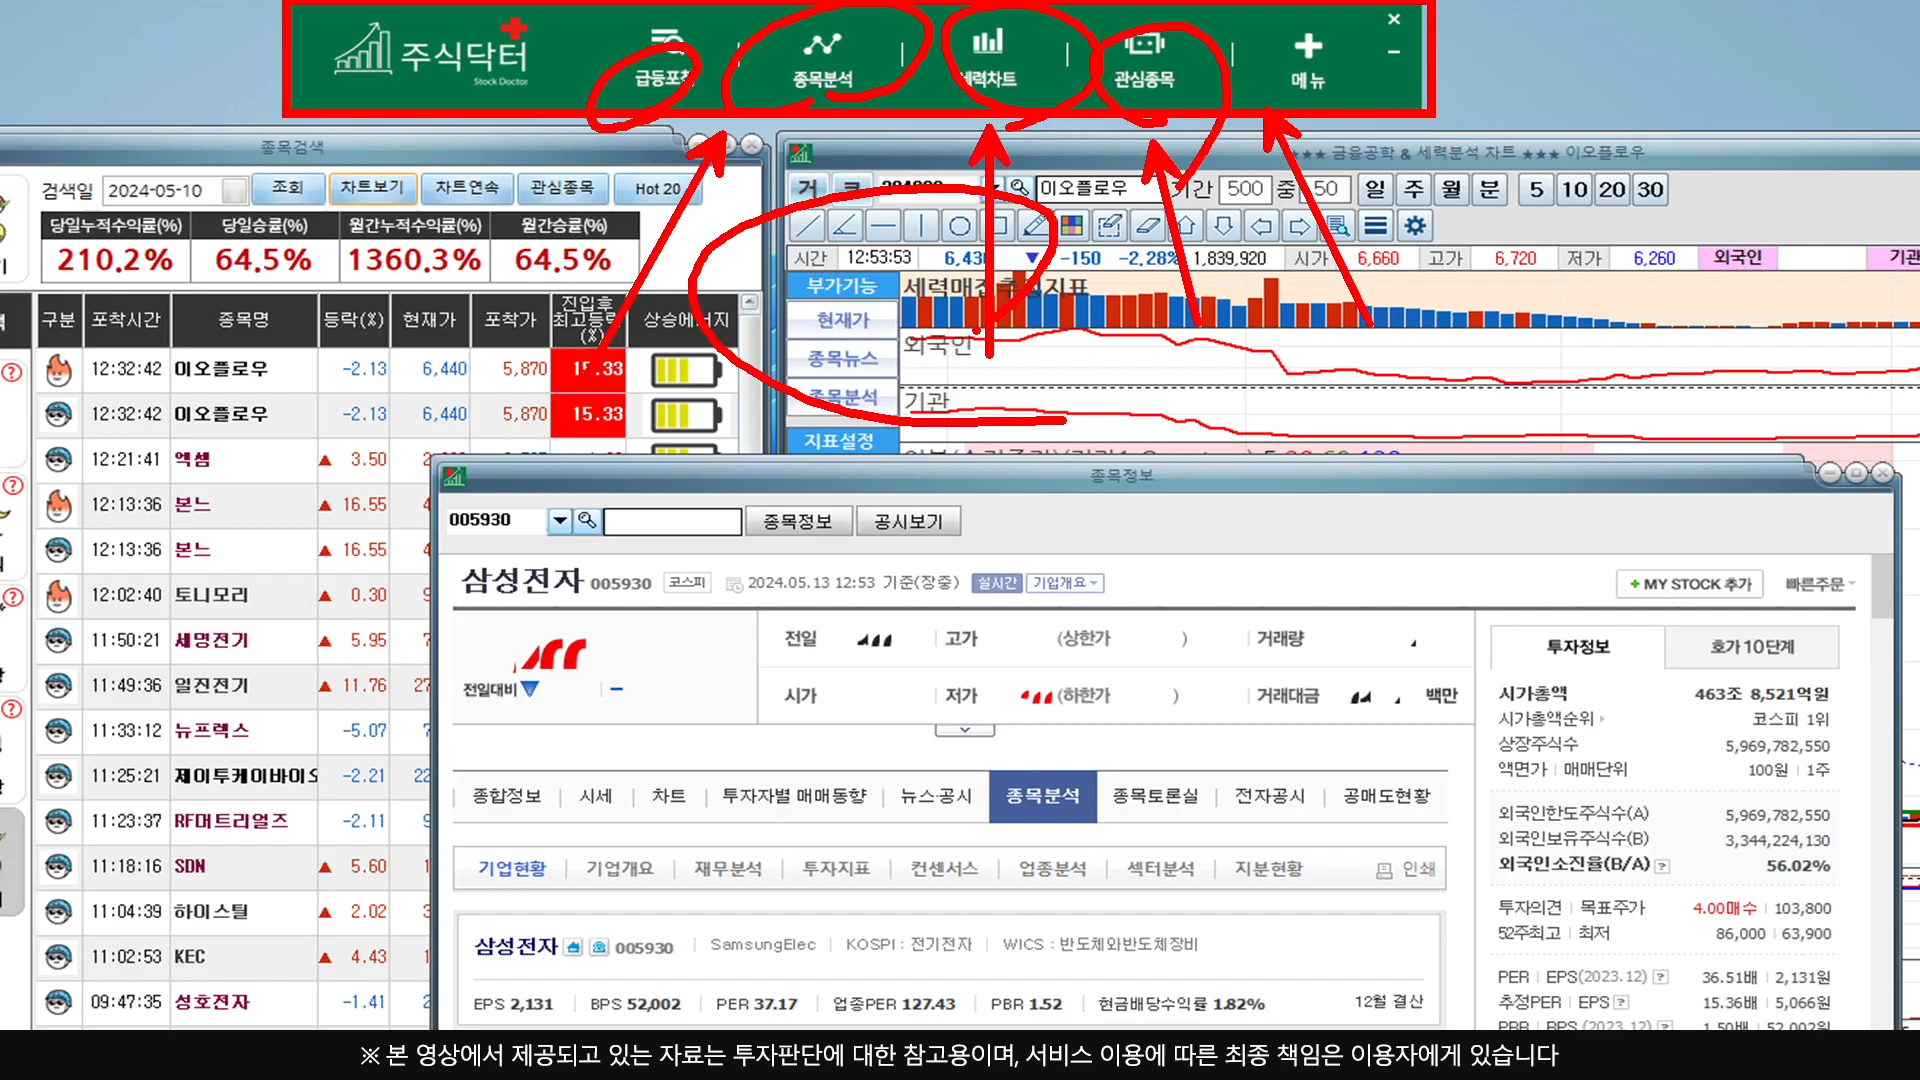 주식닥터
Stock Doctor
급등포착
종목분석
세력차트
관심종목
메뉴
종목검색
검색일 2024-05-10 조회 차트보기 차트연속 관심종목 Hot 20
당일누적수익률(%) 당일승률(%) 월간누적수익률(%) 월간승률(%)
210.2% 64.5% 1360.3% 64.5%
구분 포착시간 종목명 등락(%) 현재가 포착가 진입후 최고등락 (%) 상승에너지
12:32:42 이오플로우 -2.13 6,440 5,870 15.33
12:32:42 이오플로우 -2.13 6,440 5,870 15.33
12:21:41 엑셈 ▲ 3.50
12:13:36 본느 ▲ 16.55
12:13:36 본느 ▲ 16.55
12:02:40 토니모리 ▲ 0.30
11:50:21 세명전기 ▲ 5.95
11:49:36 일진전기 ▲ 11.76
11:33:12 뉴프렉스 -5.07
11:25:21 제이투케이바이오 -2.21
11:23:37 RF머트리얼즈 -2.11
11:18:16 SDN ▲ 5.60
11:04:39 하이스틸 ▲ 2.02
11:02:53 KEC ▲ 4.43
09:47:35 성호전자 -1.41
★★★ 금융공학 & 세력분석 차트 ★★★ 이오플로우
거 이오플로우 기간 500 중 50 일 주 월 분 5 10 20 30
시간 12:53:53 6,430 ▼ -150 -2.28% 1,839,920 시가 6,660 고가 6,720 저가 6,260 외국인 기관
부가기능
현재가
종목뉴스
종목분석
지표설정
세력매집추정지표
외국인
기관
종목정보
005930 종목정보 공시보기
삼성전자 005930 코스피 2024.05.13 12:53 기준(장중) 실시간 기업개요
+ MY STOCK 추가 빠른주문
전일대비 ▼
전일 고가 (상한가 ) 거래량
시가 저가 (하한가 ) 거래대금 백만
종합정보 시세 차트 투자자별 매매동향 뉴스·공시 종목분석 종목토론실 전자공시 공매도현황
기업현황 기업개요 재무분석 투자지표 컨센서스 업종분석 섹터분석 지분현황 인쇄
삼성전자 005930 SamsungElec KOSPI : 전기전자 WICS : 반도체와반도체장비
EPS 2,131 BPS 52,002 PER 37.17 업종PER 127.43 PBR 1.52 현금배당수익률 1.82% 12월 결산
투자정보 호가 10단계
시가총액 463조 8,521억원
시가총액순위 코스피 1위
상장주식수 5,969,782,550
액면가 매매단위 100원 1주
외국인한도주식수(A) 5,969,782,550
외국인보유주식수(B) 3,344,224,130
외국인소진율(B/A) ? 56.02%
투자의견 목표주가 4.00매수 103,800
52주최고 최저 86,000 63,900
PER EPS(2023.12) ? 36.51배 2,131원
추정PER EPS ? 15.36배 5,066원
PBR BPS (2023.12) ? 1.50배 52,002원
※ 본 영상에서 제공되고 있는 자료는 투자판단에 대한 참고용이며, 서비스 이용에 따른 최종 책임은 이용자에게 있습니다